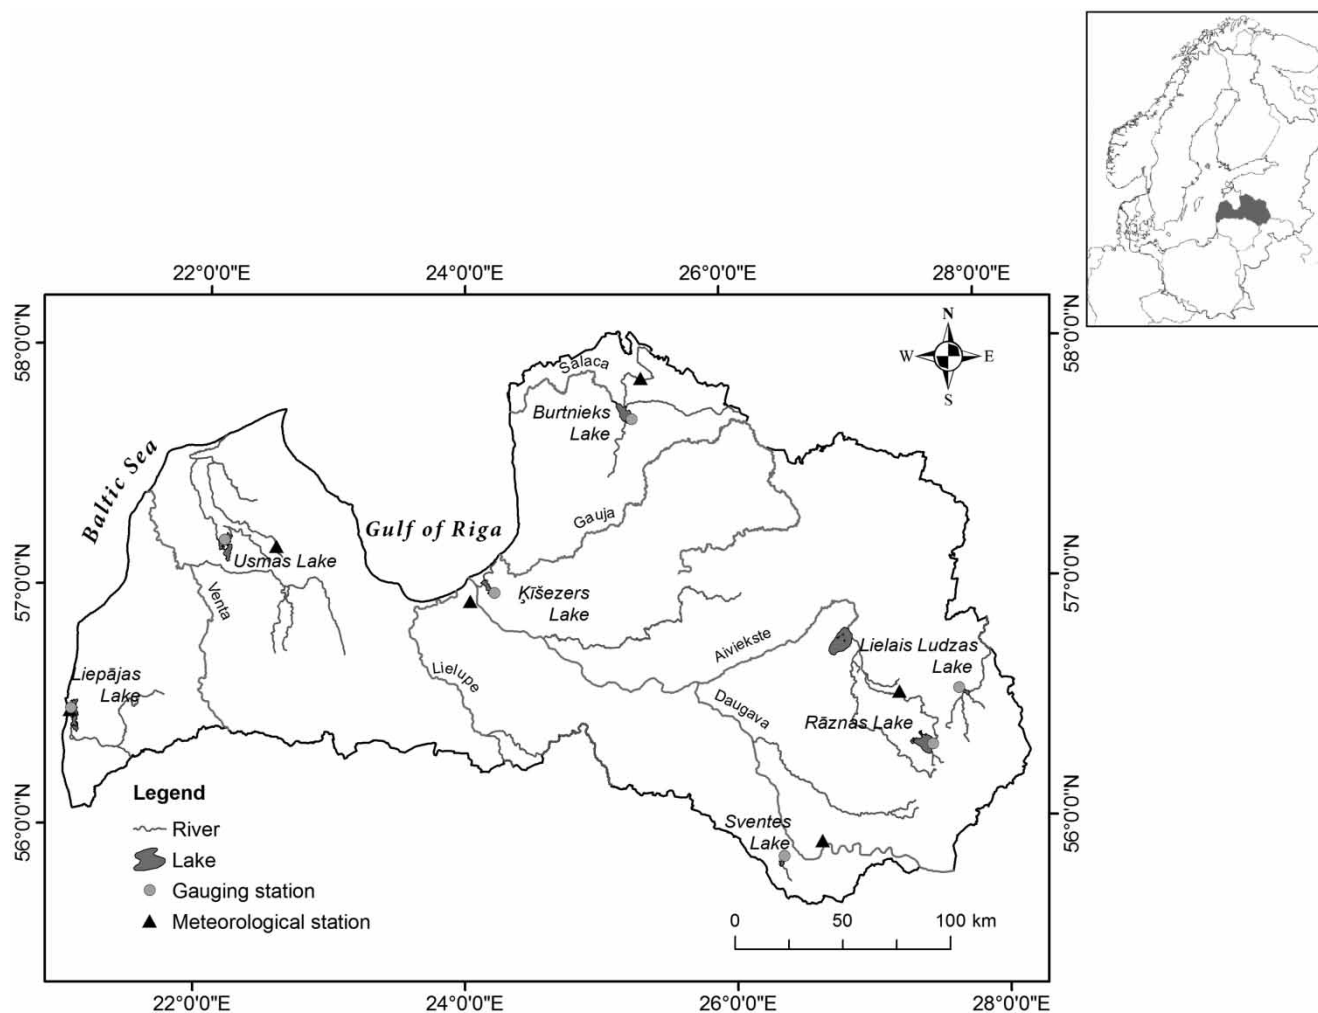 22°0'0"E
24°0'0"E
26°0'0"E
28°0'0"E
58°0'0"N
58°0'0"N
N
W
E
S
Salaca
Burtnieks
Lake
Baltic Sea
Gulf of Riga
Gauja
Usmas Lake
57°0'0"N
57°0'0"N
Ķīšezers
Lake
Venta
Aiviekste
Lielais Ludzas
Lake
Liepājas
Lake
Lielupe
Daugava
Rāznas Lake
56°0'0"N
56°0'0"N
Sventes
Lake
Legend
River
Lake
Gauging station
Meteorological station
0 50 100 km
22°0'0"E
24°0'0"E
26°0'0"E
28°0'0"E